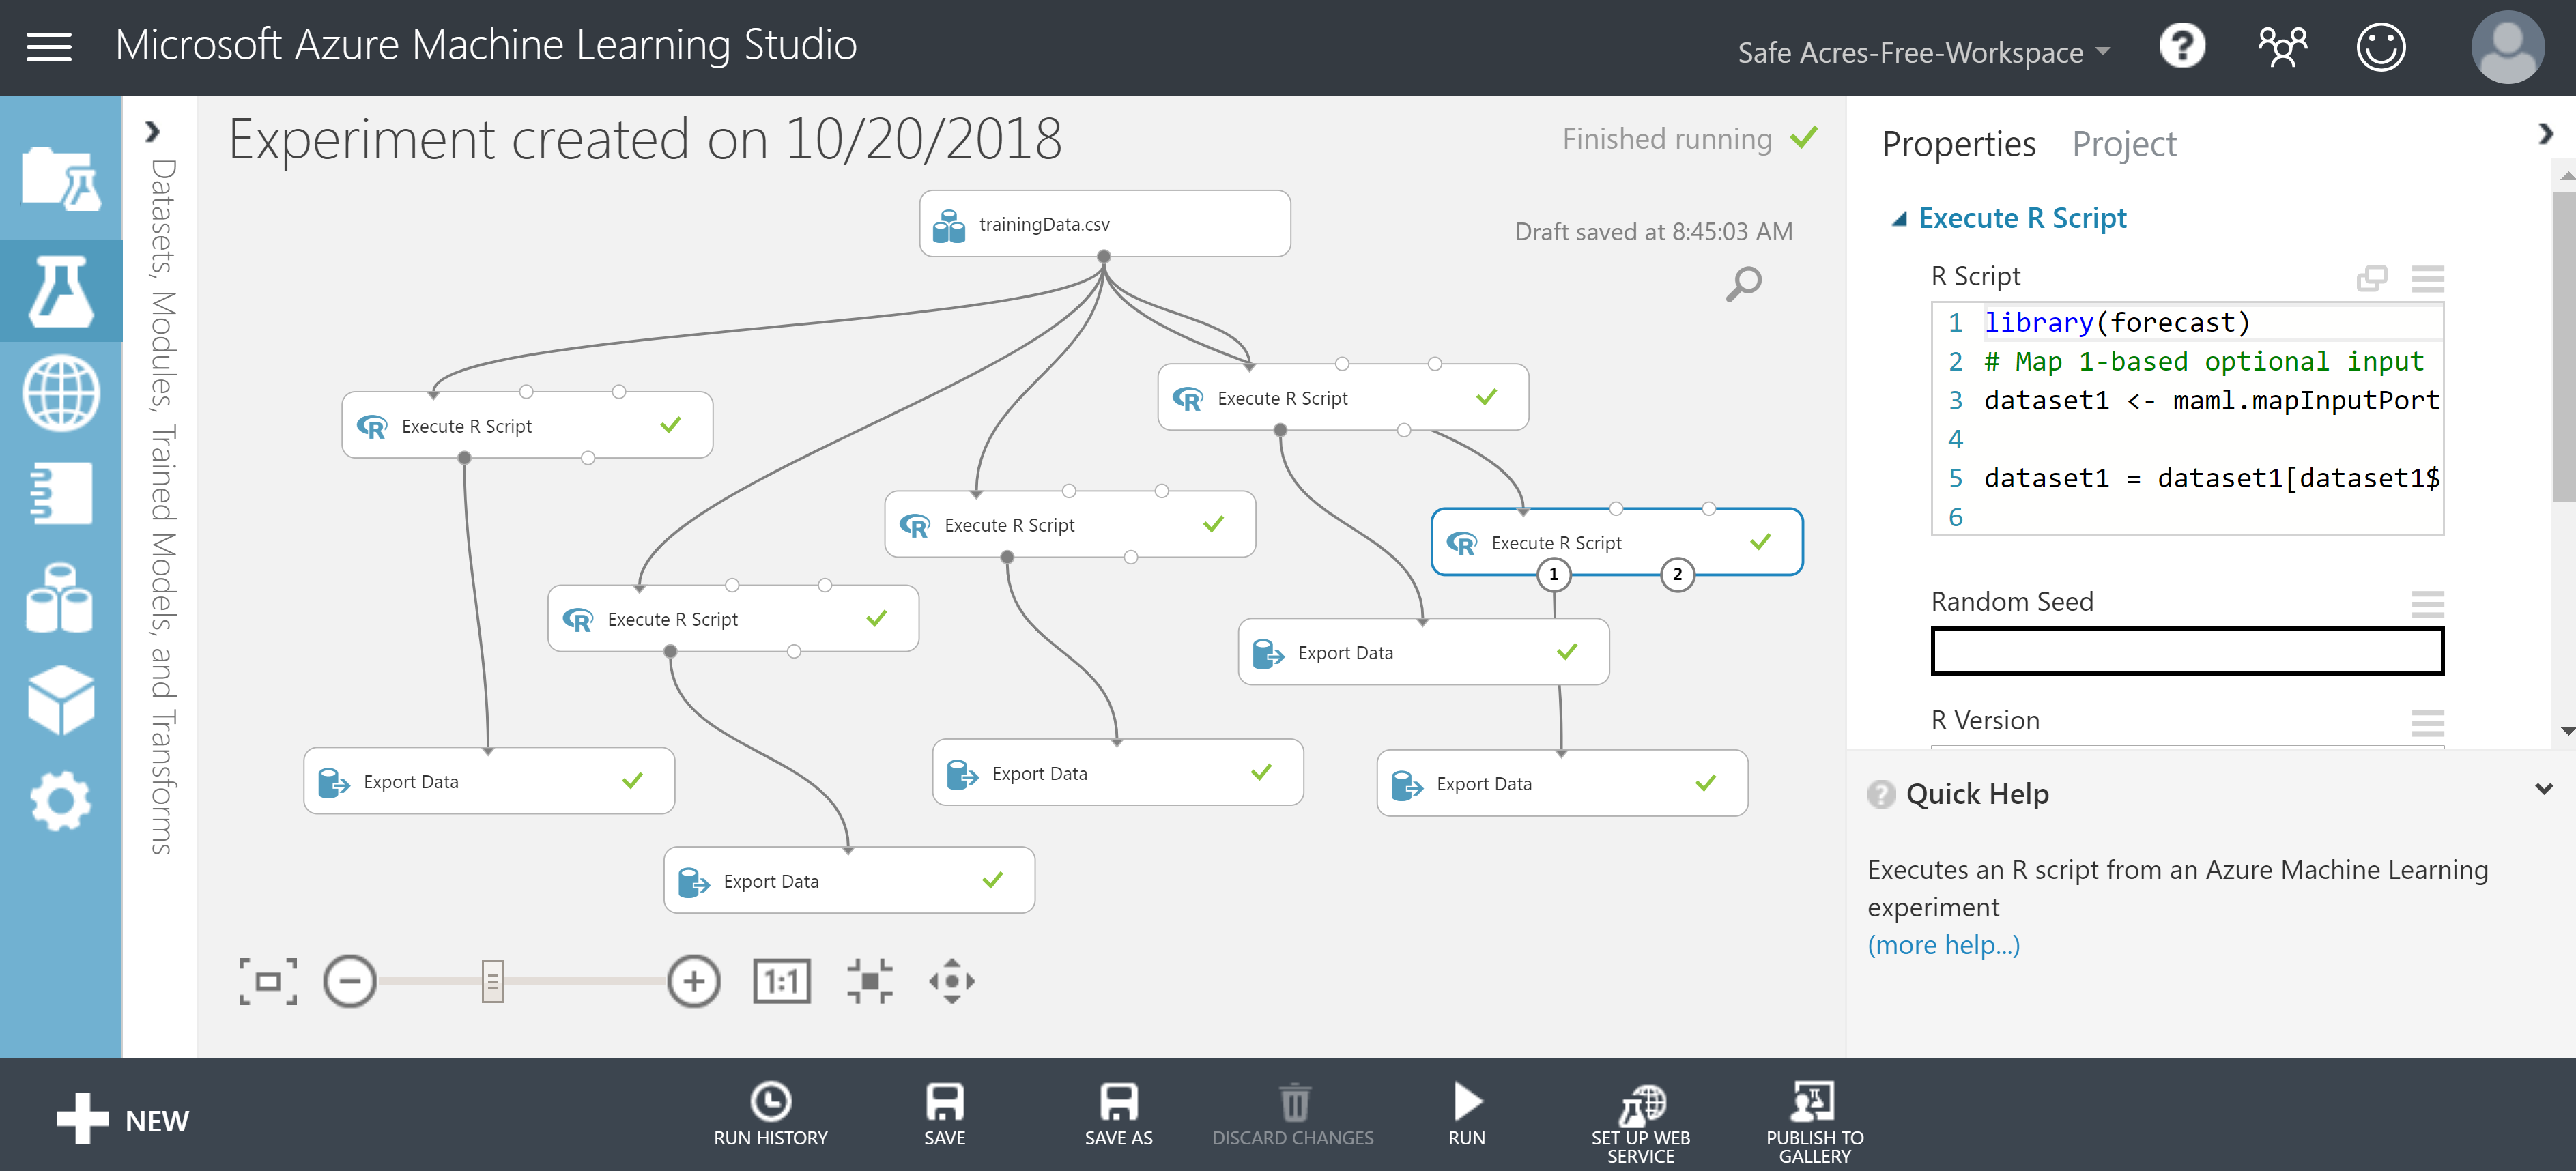 Microsoft Azure Machine Learning Studio
Safe Acres-Free-Workspace
?
Datasets, Modules, Trained Models, and Transforms
Experiment created on 10/20/2018
Finished running
Draft saved at 8:45:03 AM
trainingData.csv
Execute R Script
Execute R Script
Execute R Script
Execute R Script
Execute R Script
1
2
Export Data
Export Data
Export Data
Export Data
Export Data
1:1
Properties Project
Execute R Script
R Script
1 library(forecast)
2 # Map 1-based optional input
3 dataset1 <- maml.mapInputPort
4
5 dataset1 = dataset1[dataset1$
6
Random Seed
R Version
? Quick Help
Executes an R script from an Azure Machine Learning
experiment
(more help...)
NEW
RUN HISTORY
SAVE
SAVE AS
DISCARD CHANGES
RUN
SET UP WEB
SERVICE
PUBLISH TO
GALLERY